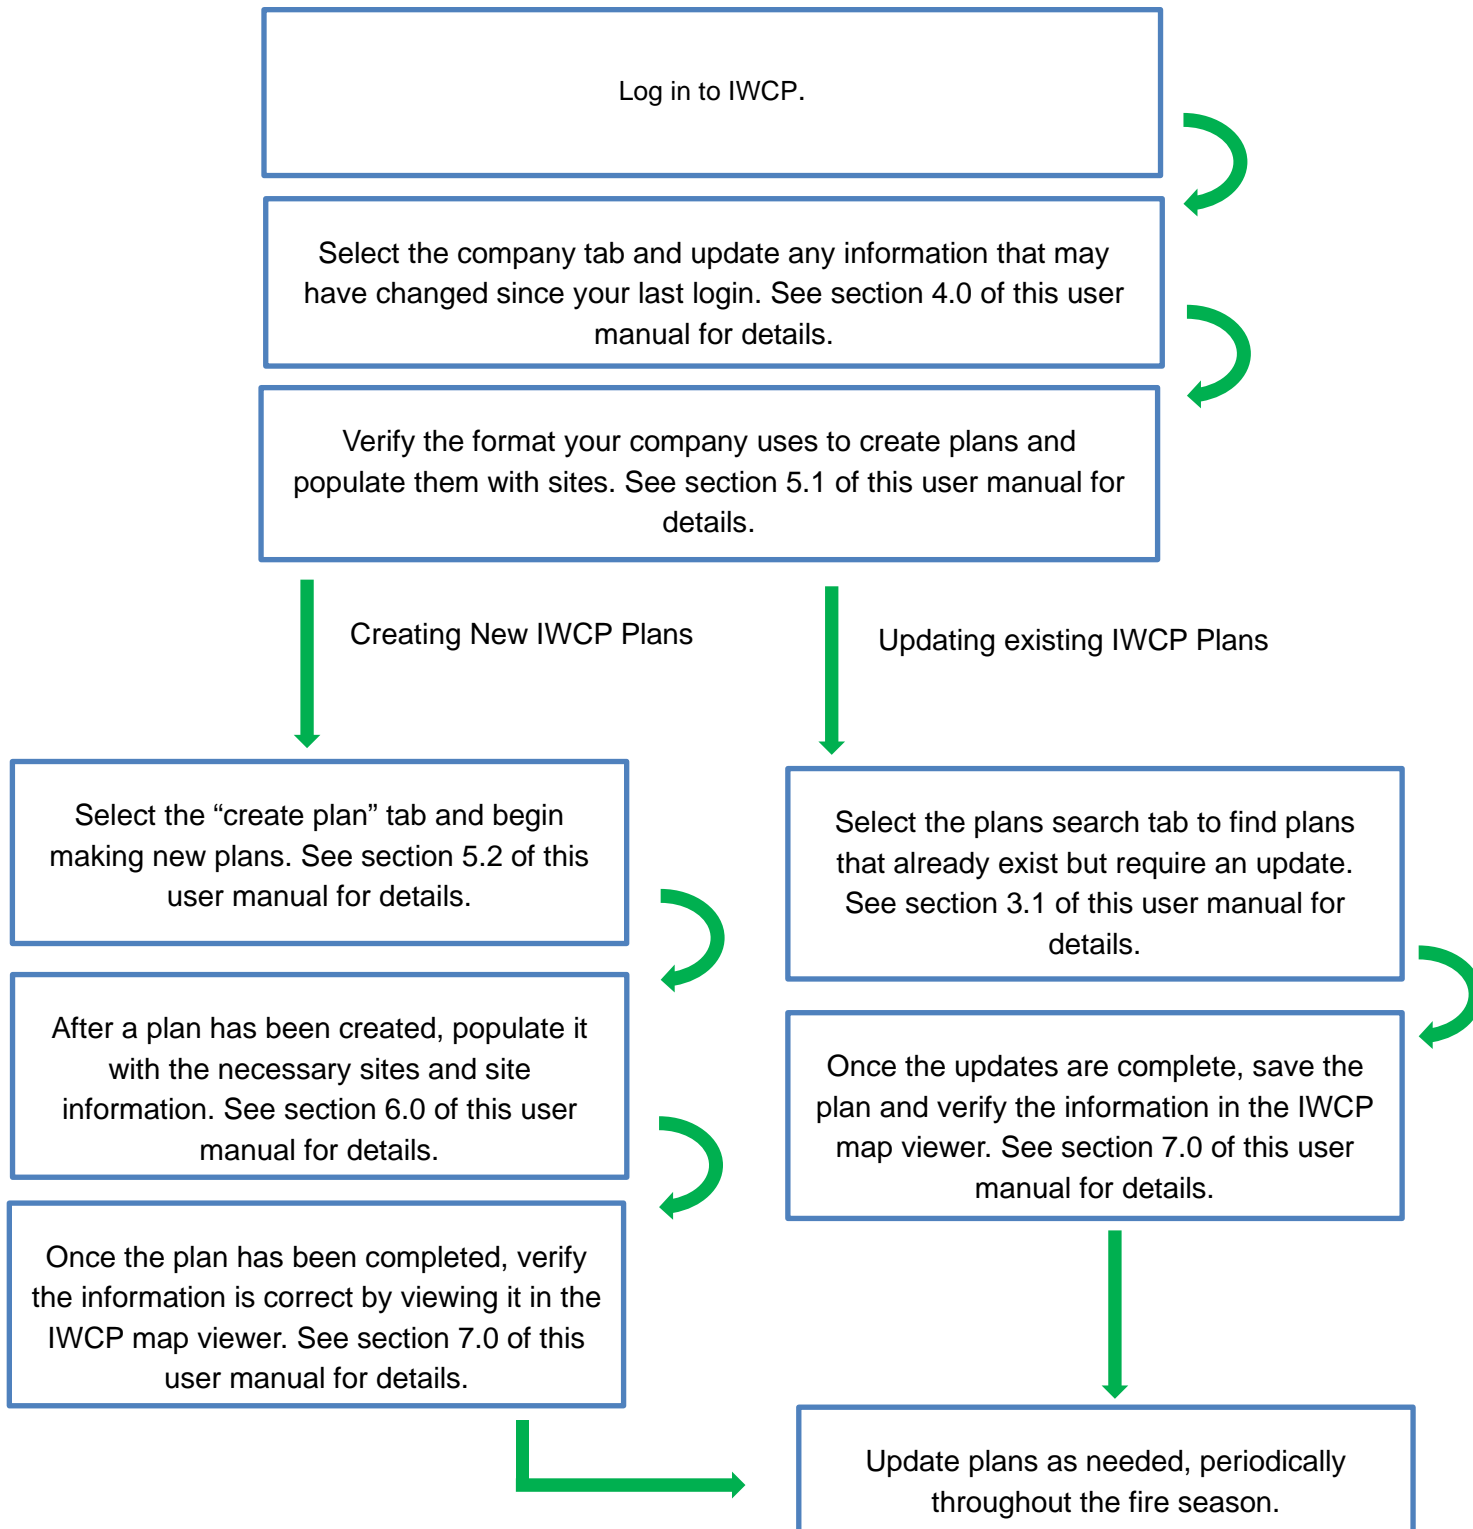 Log in to IWCP.
Select the company tab and update any information that may
have changed since your last login. See section 4.0 of this user
manual for details.
Verify the format your company uses to create plans and
populate them with sites. See section 5.1 of this user manual for
details.
Creating New IWCP Plans
Updating existing IWCP Plans
Select the “create plan” tab and begin
making new plans. See section 5.2 of this
user manual for details.
After a plan has been created, populate it
with the necessary sites and site
information. See section 6.0 of this user
manual for details.
Once the plan has been completed, verify
the information is correct by viewing it in the
IWCP map viewer. See section 7.0 of this
user manual for details.
Select the plans search tab to find plans
that already exist but require an update.
See section 3.1 of this user manual for
details.
Once the updates are complete, save the
plan and verify the information in the IWCP
map viewer. See section 7.0 of this user
manual for details.
Update plans as needed, periodically
throughout the fire season.